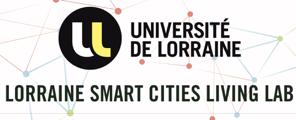 UNIVERSITÉ
DE LORRAINE
LORRAINE SMART CITIES LIVING LAB